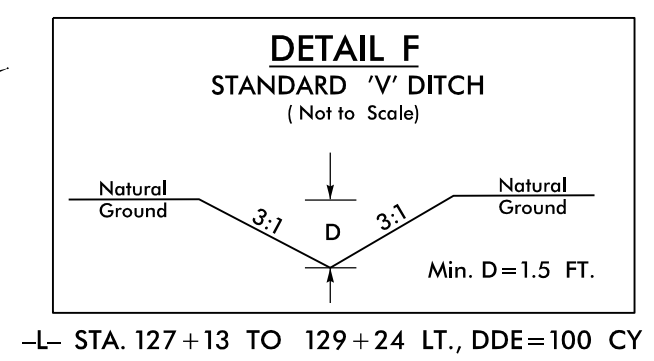 DETAIL F
STANDARD 'V' DITCH
( Not to Scale)
Natural
Ground
3:1
D
3:1
Natural
Ground
Min. D=1.5 FT.
-L- STA. 127+13 TO 129+24 LT., DDE=100 CY